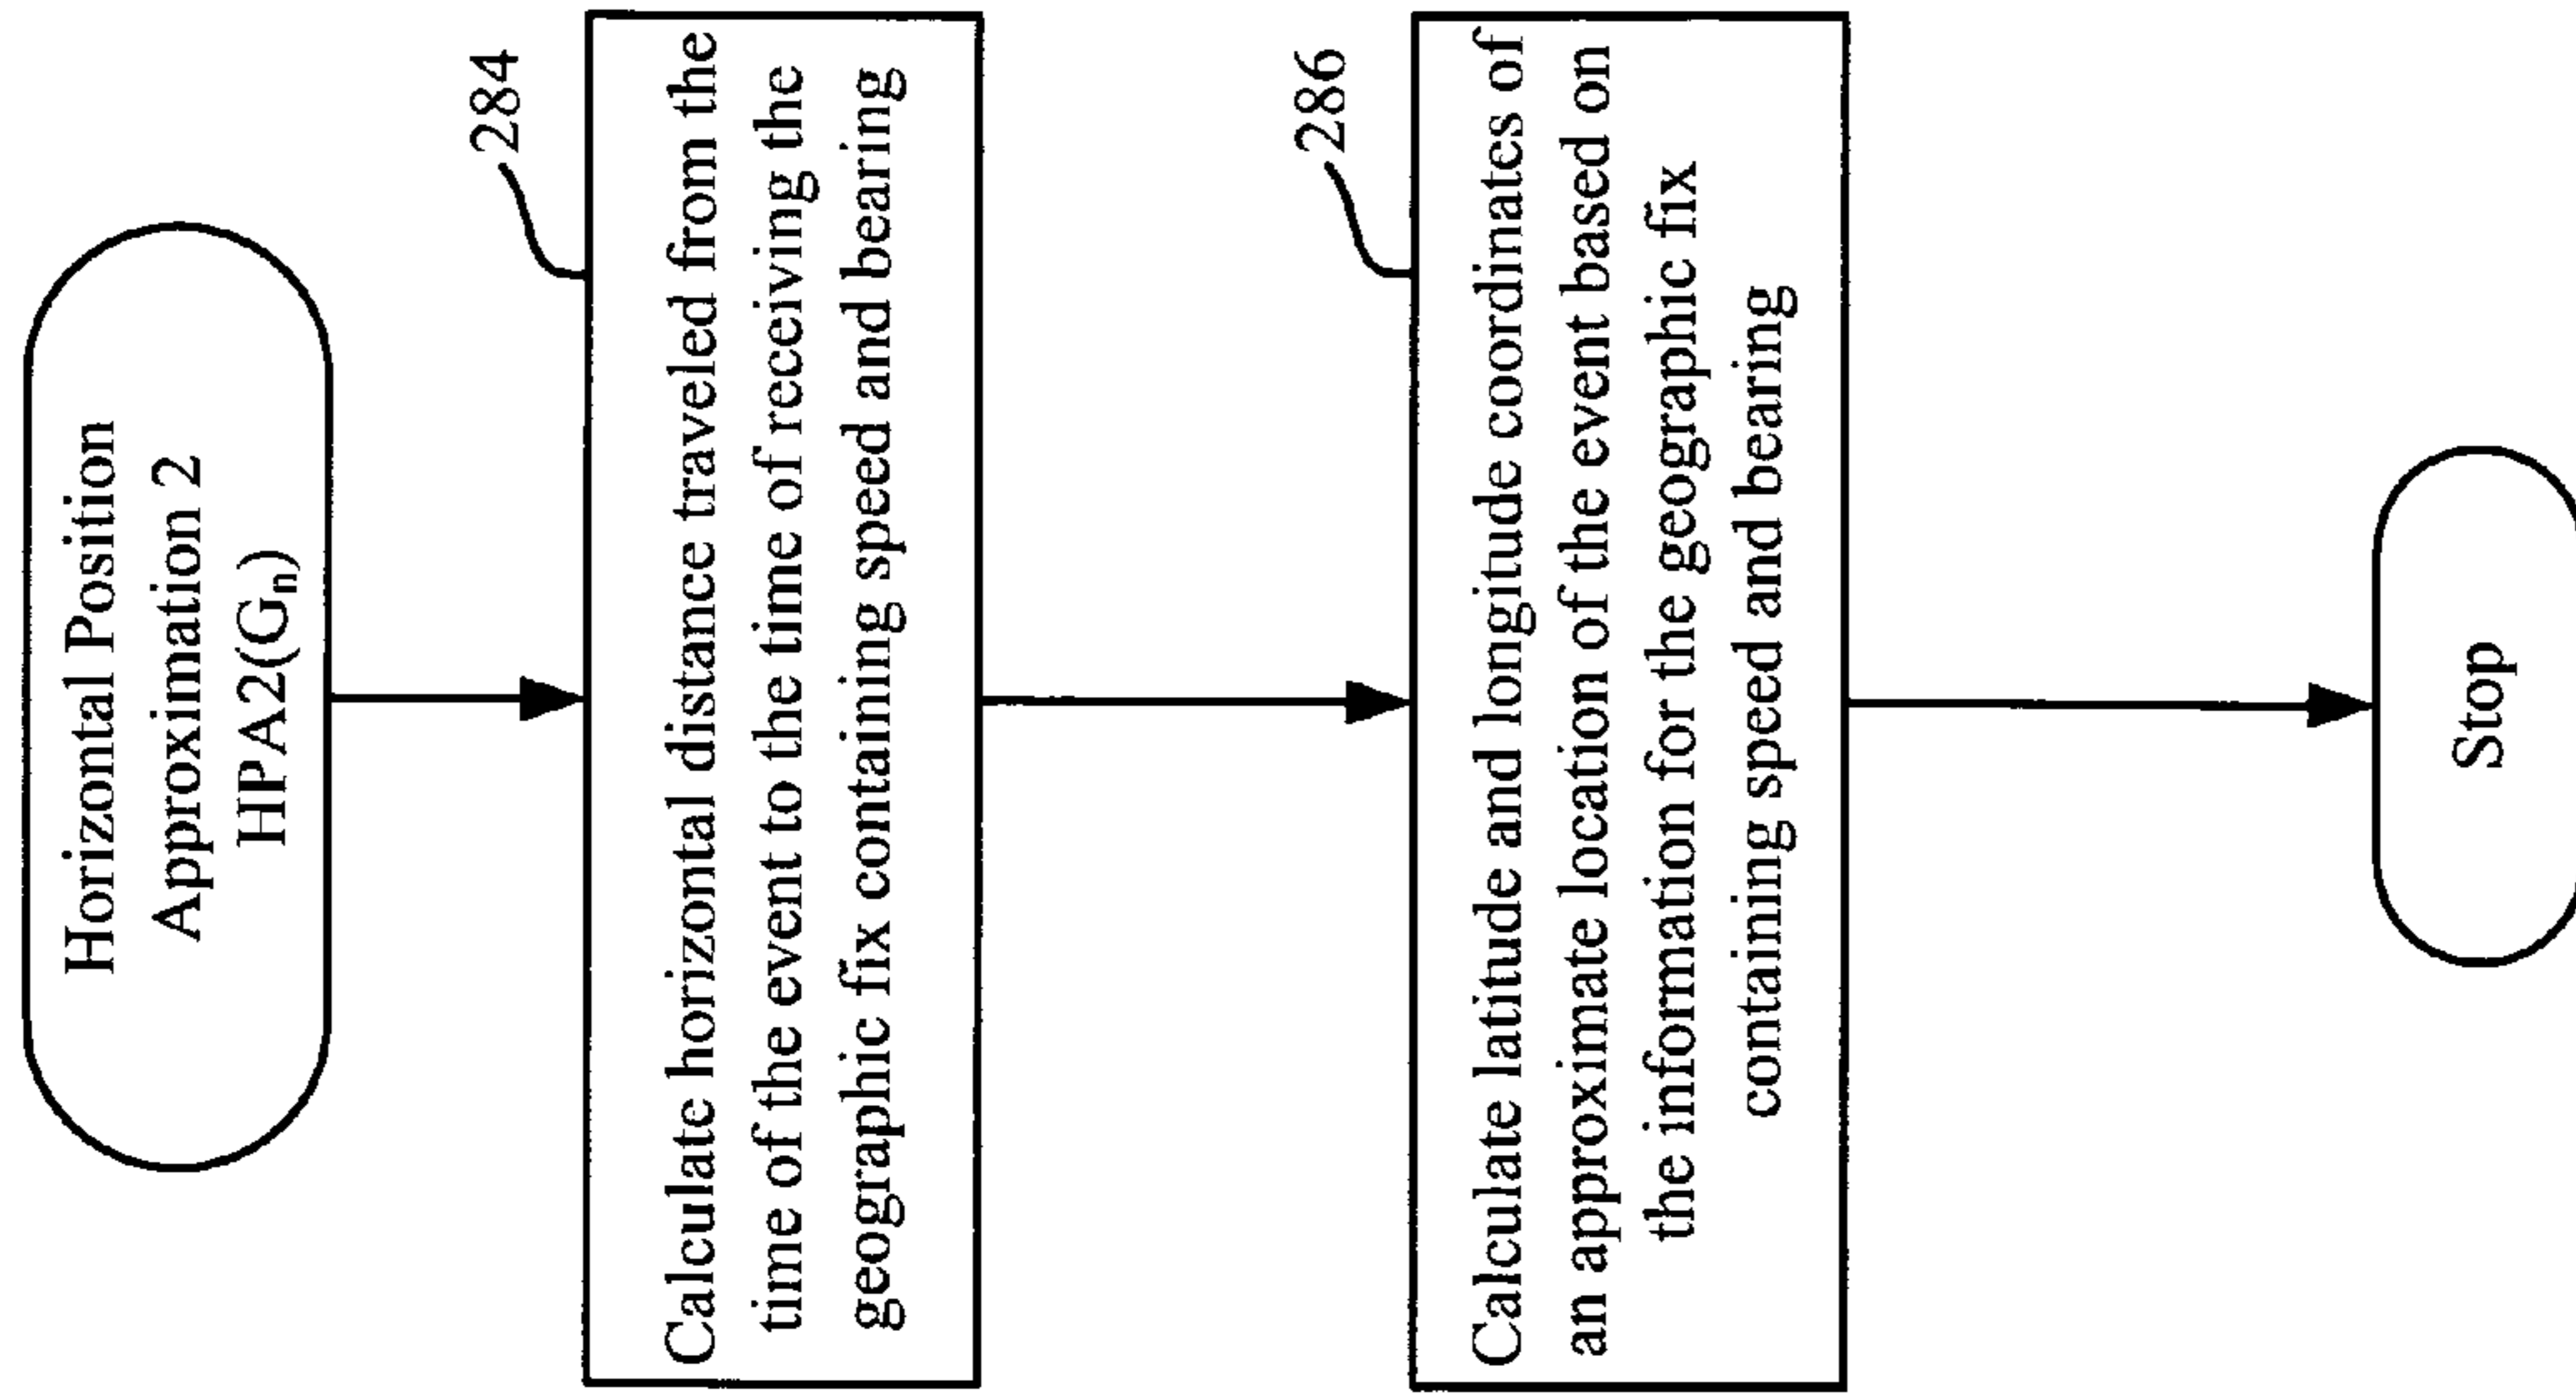 Horizontal Position
Approximation 2
HPA2(Gn)
284
Calculate horizontal distance traveled from the
time of the event to the time of receiving the
geographic fix containing speed and bearing
286
Calculate latitude and longitude coordinates of
an approximate location of the event based on
the information for the geographic fix
containing speed and bearing
Stop